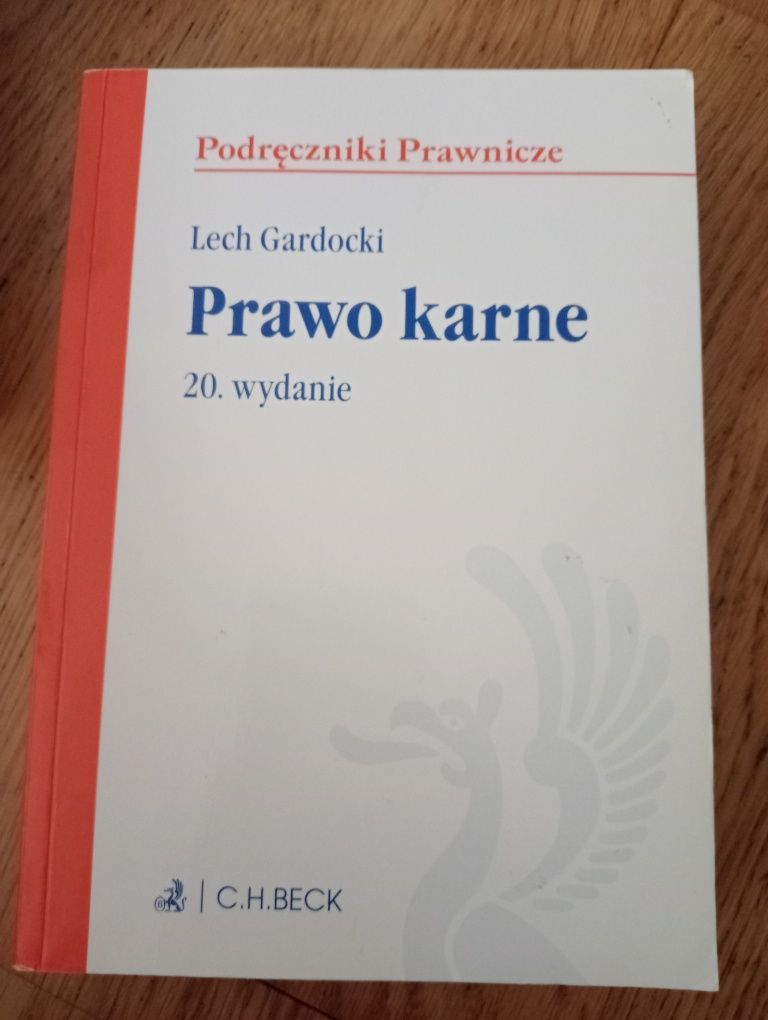 Podręczniki Prawnicze
Lech Gardocki
Prawo karne
20. wydanie
C.H.BECK